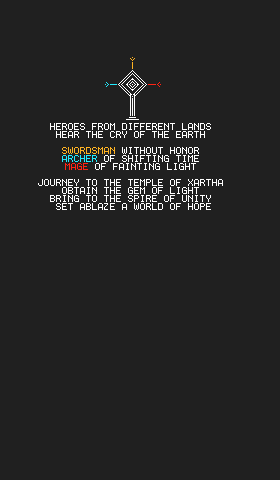 HEROES FROM DIFFERENT LANDS
HEAR THE CRY OF THE EARTH
SWORDSMAN WITHOUT HONOR
ARCHER OF SHIFTING TIME
MAGE OF FAINTING LIGHT
JOURNEY TO THE TEMPLE OF XARTHA
OBTAIN THE GEM OF LIGHT
BRING TO THE SPIRE OF UNITY
SET ABLAZE A WORLD OF HOPE